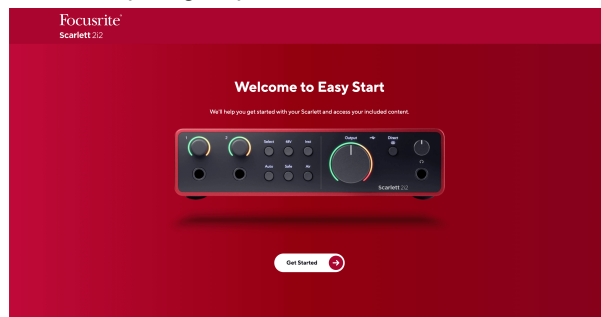 Focusrite®
Scarlett 2i2
Welcome to Easy Start
We'll help you get started with your Scarlett and access your included content.
1
2
Select
48V
Inst
Auto
Safe
Air
Output
Direct
Scarlett 2i2
Get Started